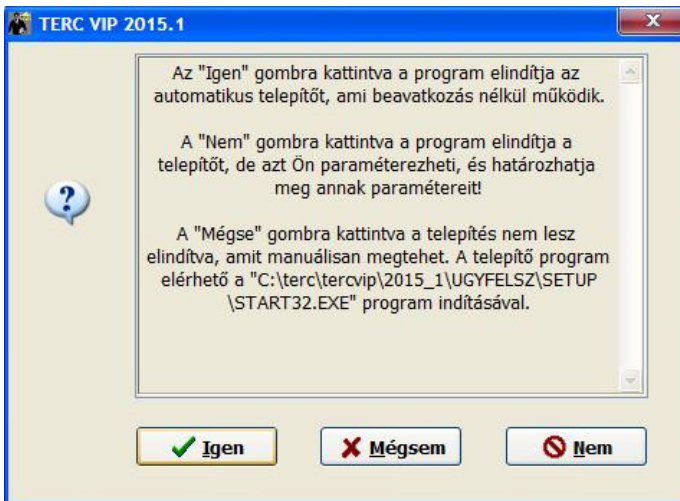 TERC VIP 2015.1
Az "Igen" gombra kattintva a program elindítja az
automatikus telepítőt, ami beavatkozás nélkül működik.
A "Nem" gombra kattintva a program elindítja a
telepítőt, de azt Ön paraméterezheti, és határozhatja
meg annak paramétereit!
A "Mégse" gombra kattintva a telepítés nem lesz
elindítva, amit manuálisan megtehet. A telepítő program
elérhető a "C:\terc\tercvip\2015_1\UGYFELSZ\SETUP
\START32.EXE" program indításával.
Igen Mégsem Nem